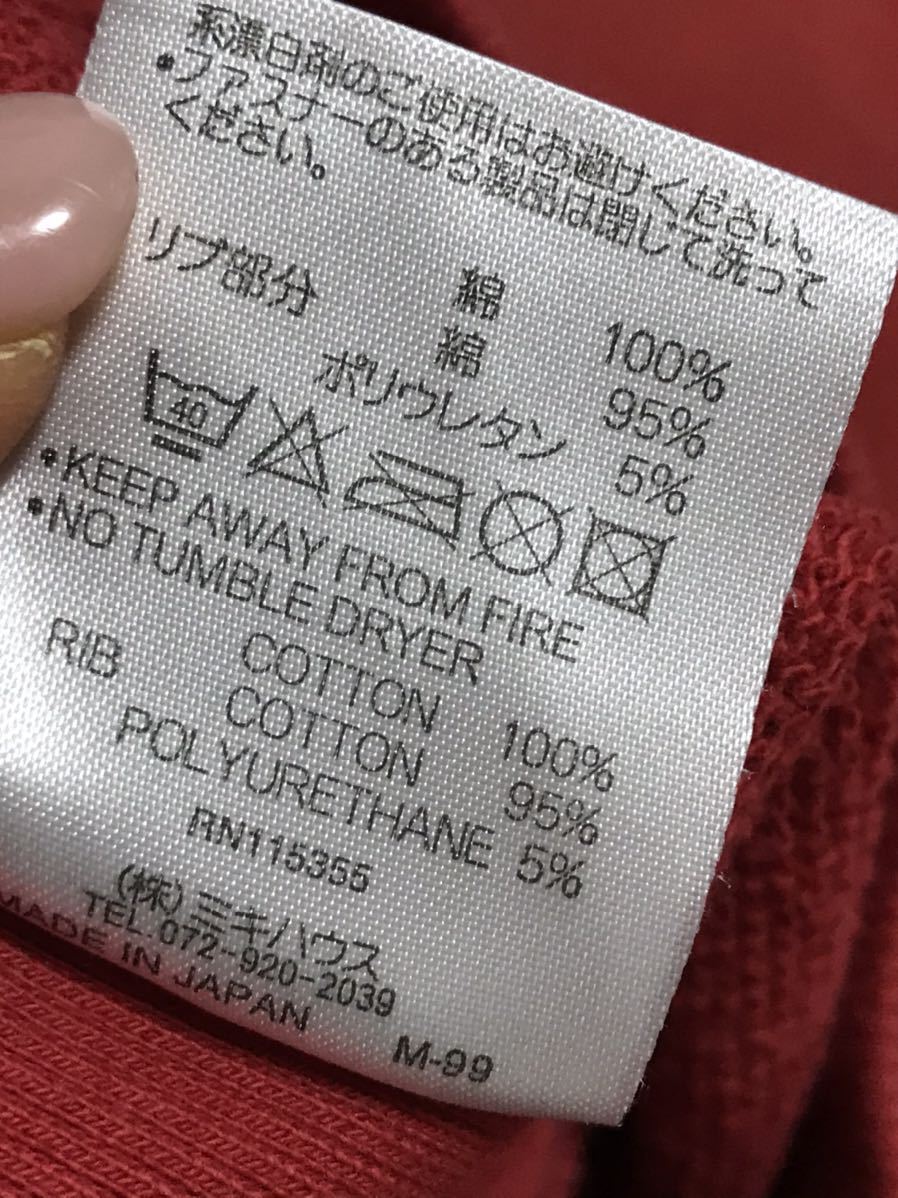 系漂白剤のご使用はお避けください。
•ファスナーのある製品は閉じて洗って
ください。
綿 100%
リブ部分 綿 95%
ポリウレタン 5%
40
•KEEP AWAY FROM FIRE
•NO TUMBLE DRYER
COTTON 100%
RIB COTTON 95%
POLYURETHANE 5%
RN115355
(株)三キハウス
TEL.072-920-2039
MADE IN JAPAN
M-99